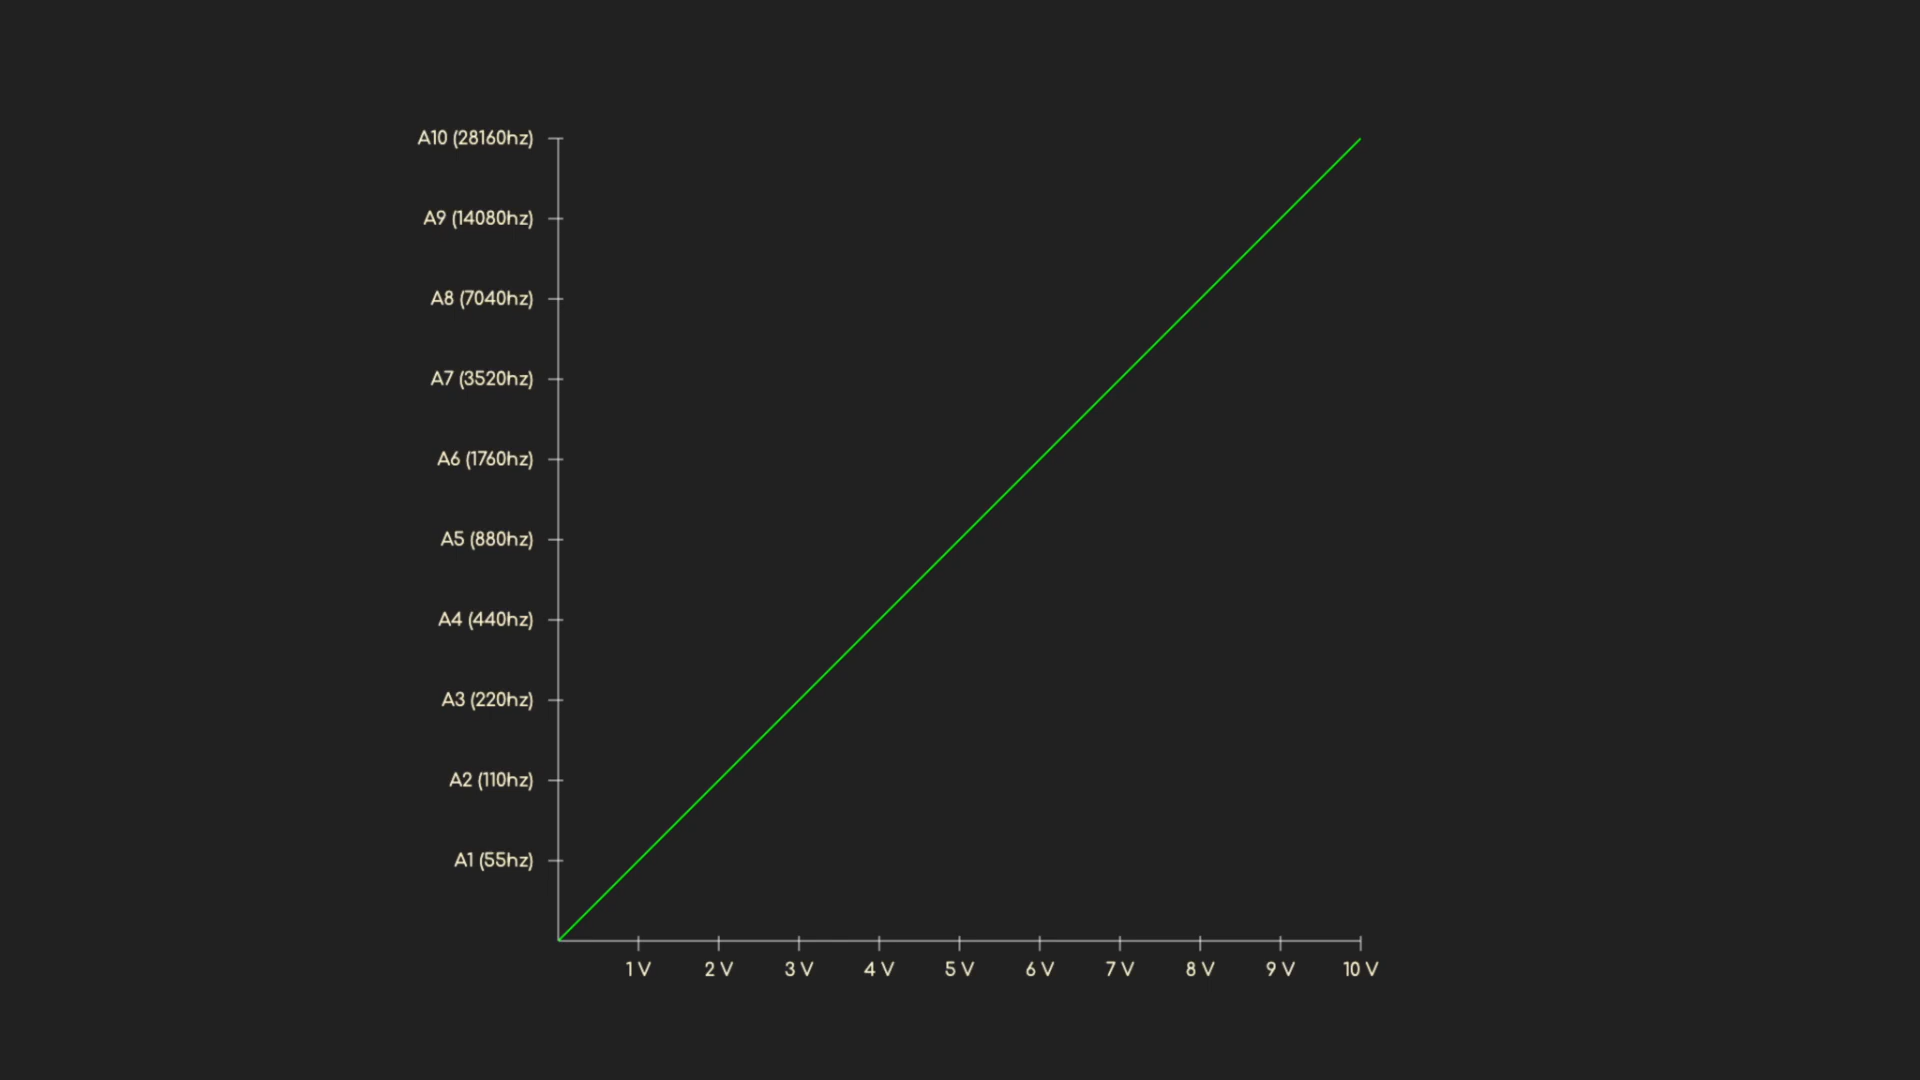 A10 (28160hz)
A9 (14080hz)
A8 (7040hz)
A7 (3520hz)
A6 (1760hz)
A5 (880hz)
A4 (440hz)
A3 (220hz)
A2 (110hz)
A1 (55hz)
1 V 2 V 3 V 4 V 5 V 6 V 7 V 8 V 9 V 10 V